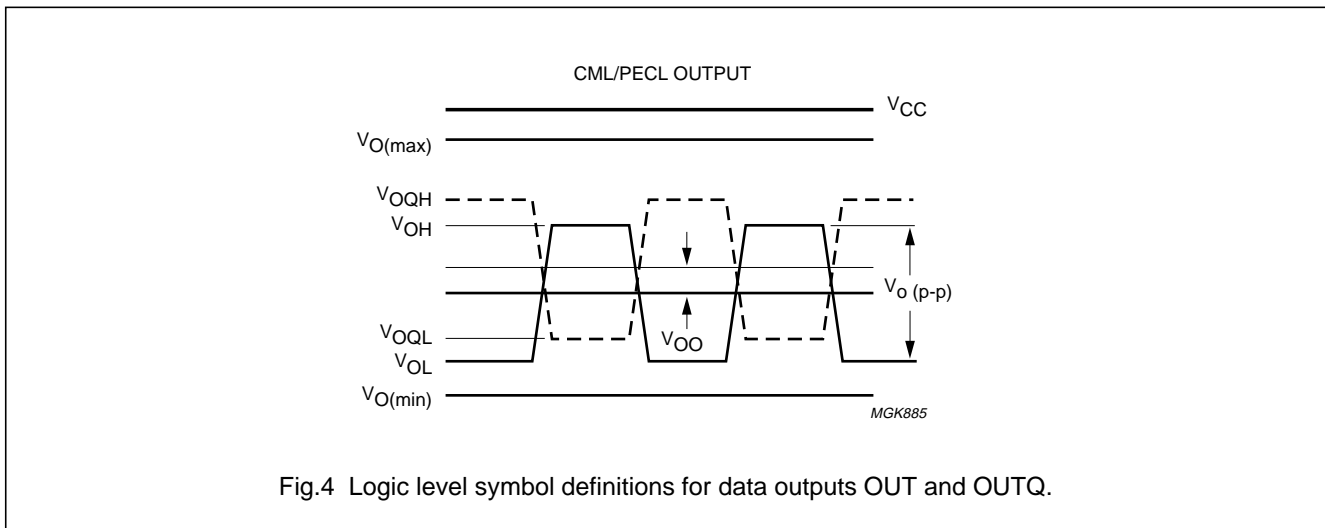 CML/PECL OUTPUT
VCC
VO(max)
VOQH
VOH
Vo (p-p)
VOQL
VOO
VOL
VO(min)
MGK885
Fig.4 Logic level symbol definitions for data outputs OUT and OUTQ.